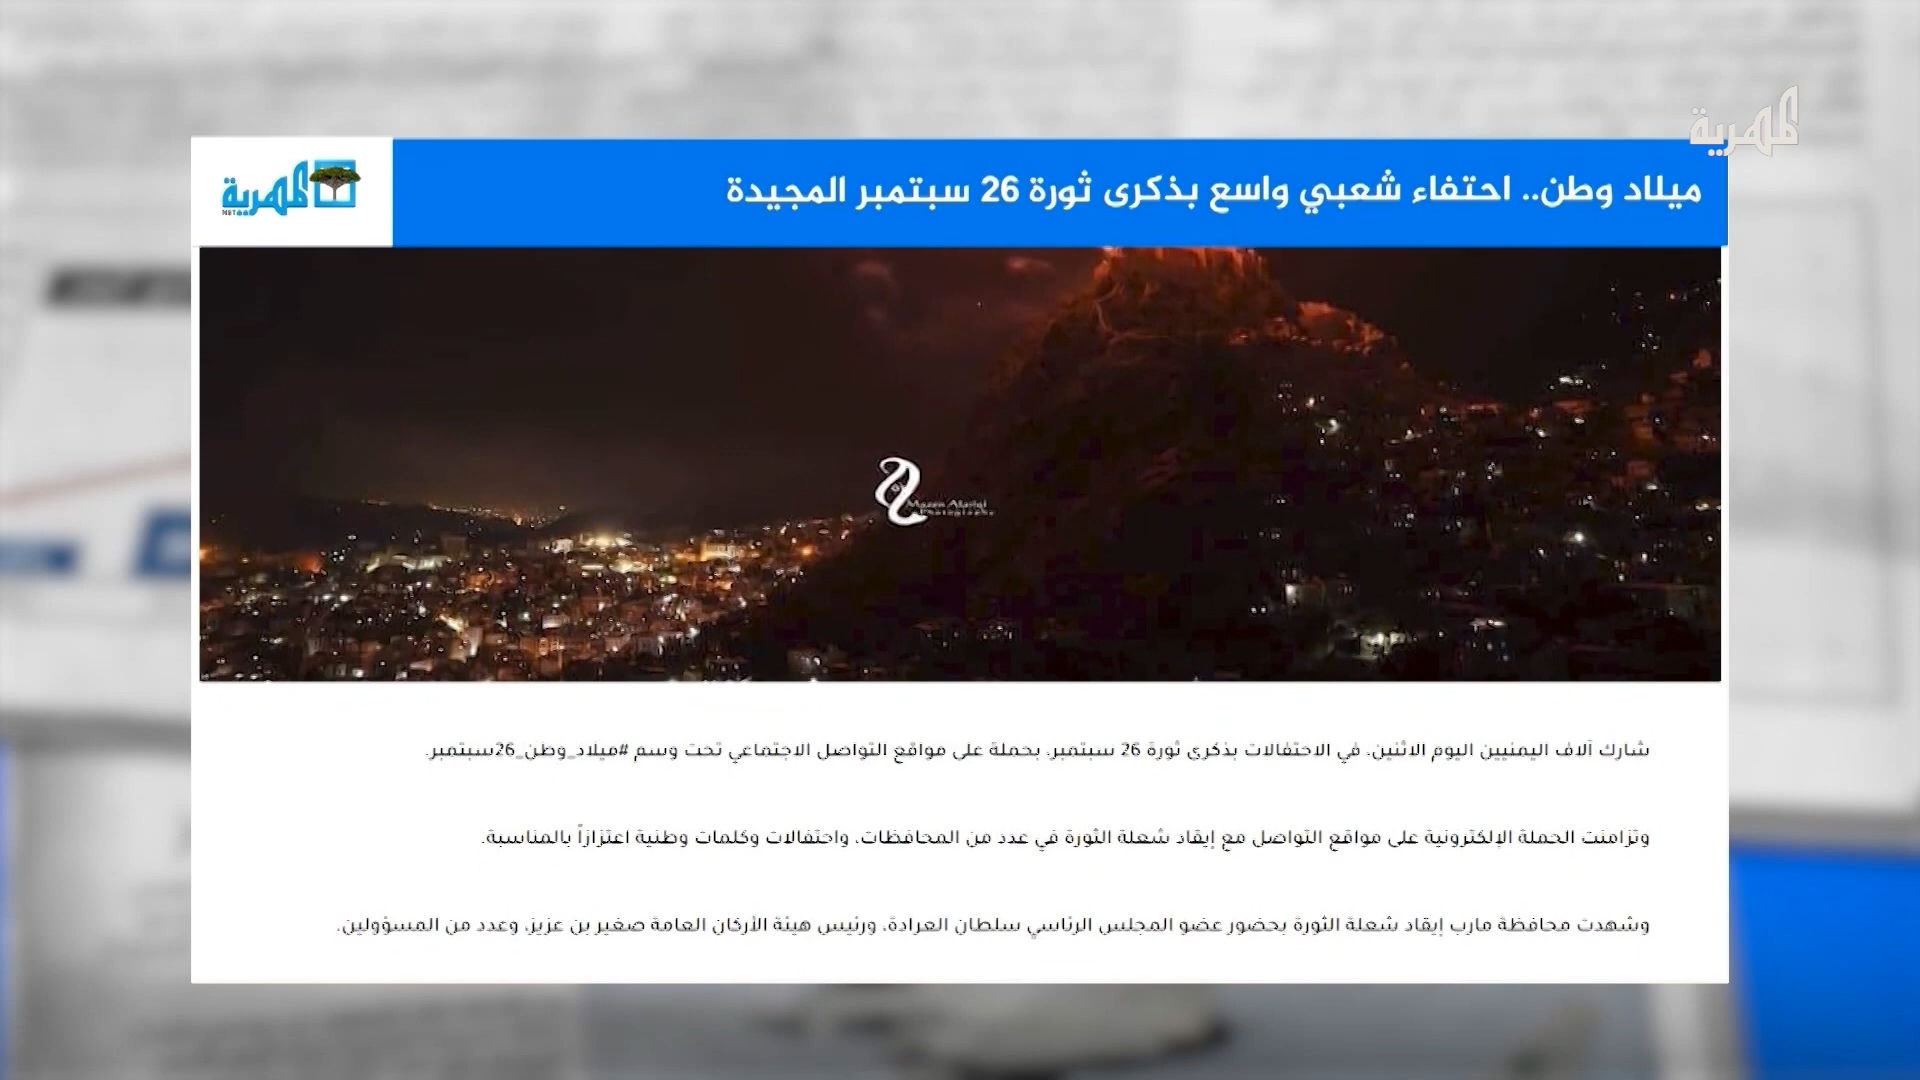 المهرية
المهرية
NET
ميلاد وطن.. احتفاء شعبي واسع بذكرى ثورة 26 سبتمبر المجيدة
Photography
شارك آلاف اليمنيين اليوم الاثنين، في الاحتفالات بذكرى ثورة 26 سبتمبر، بحملة على مواقع التواصل الاجتماعي تحت وسم #ميلاد_وطن_26سبتمبر.
وتزامنت الحملة الإلكترونية على مواقع التواصل مع إيقاد شعلة الثورة في عدد من المحافظات، واحتفالات وكلمات وطنية اعتزازاً بالمناسبة.
وشهدت محافظة مارب إيقاد شعلة الثورة بحضور عضو المجلس الرئاسي سلطان العرادة، ورئيس هيئة الأركان العامة صغير بن عزيز، وعدد من المسؤولين.